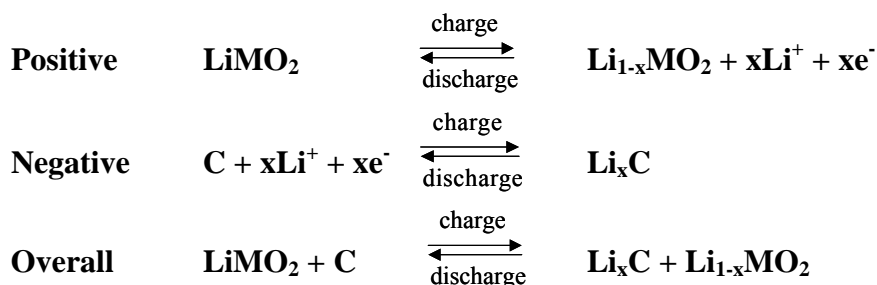 charge
Positive LiMO₂ Li₁₋ₓMO₂ + xLi⁺ + xe⁻
discharge
charge
Negative C + xLi⁺ + xe⁻ LiₓC
discharge
charge
Overall LiMO₂ + C LiₓC + Li₁₋ₓMO₂
discharge